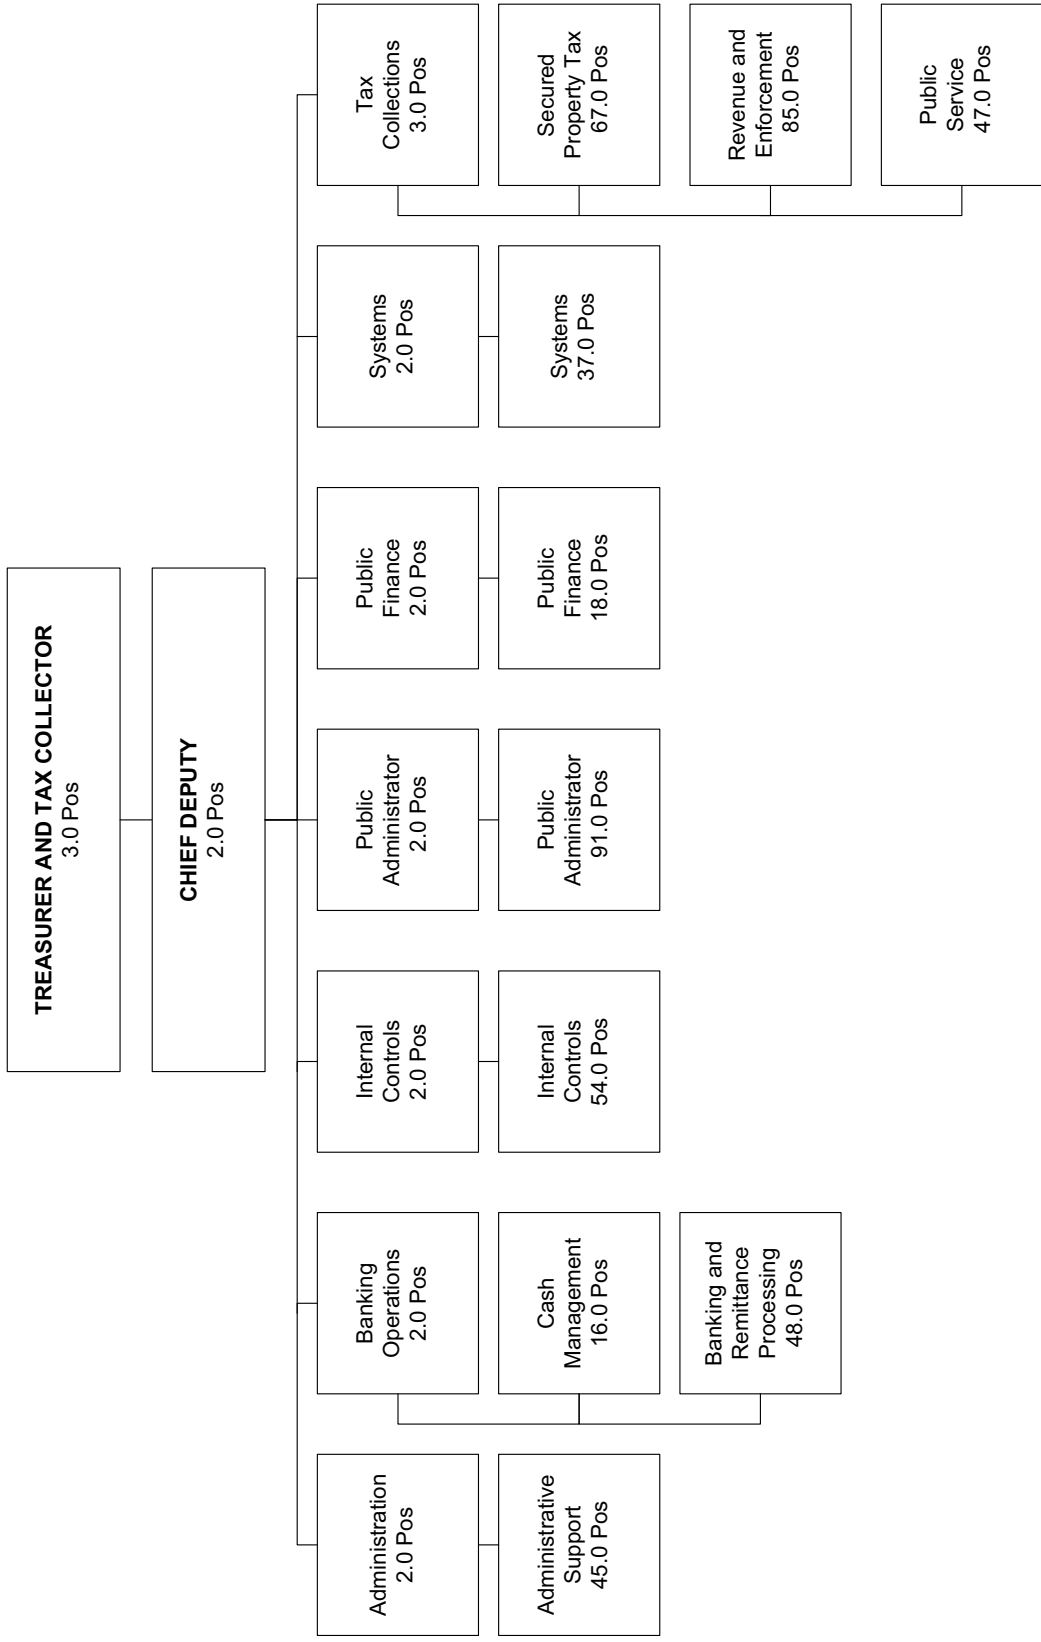 TREASURER AND TAX COLLECTOR
3.0 Pos
CHIEF DEPUTY
2.0 Pos
Administration
2.0 Pos
Administrative
Support
45.0 Pos
Banking
Operations
2.0 Pos
Cash
Management
16.0 Pos
Banking and
Remittance
Processing
48.0 Pos
Internal
Controls
2.0 Pos
Internal
Controls
54.0 Pos
Public
Administrator
2.0 Pos
Public
Administrator
91.0 Pos
Public
Finance
2.0 Pos
Public
Finance
18.0 Pos
Systems
2.0 Pos
Systems
37.0 Pos
Tax
Collections
3.0 Pos
Secured
Property Tax
67.0 Pos
Revenue and
Enforcement
85.0 Pos
Public
Service
47.0 Pos